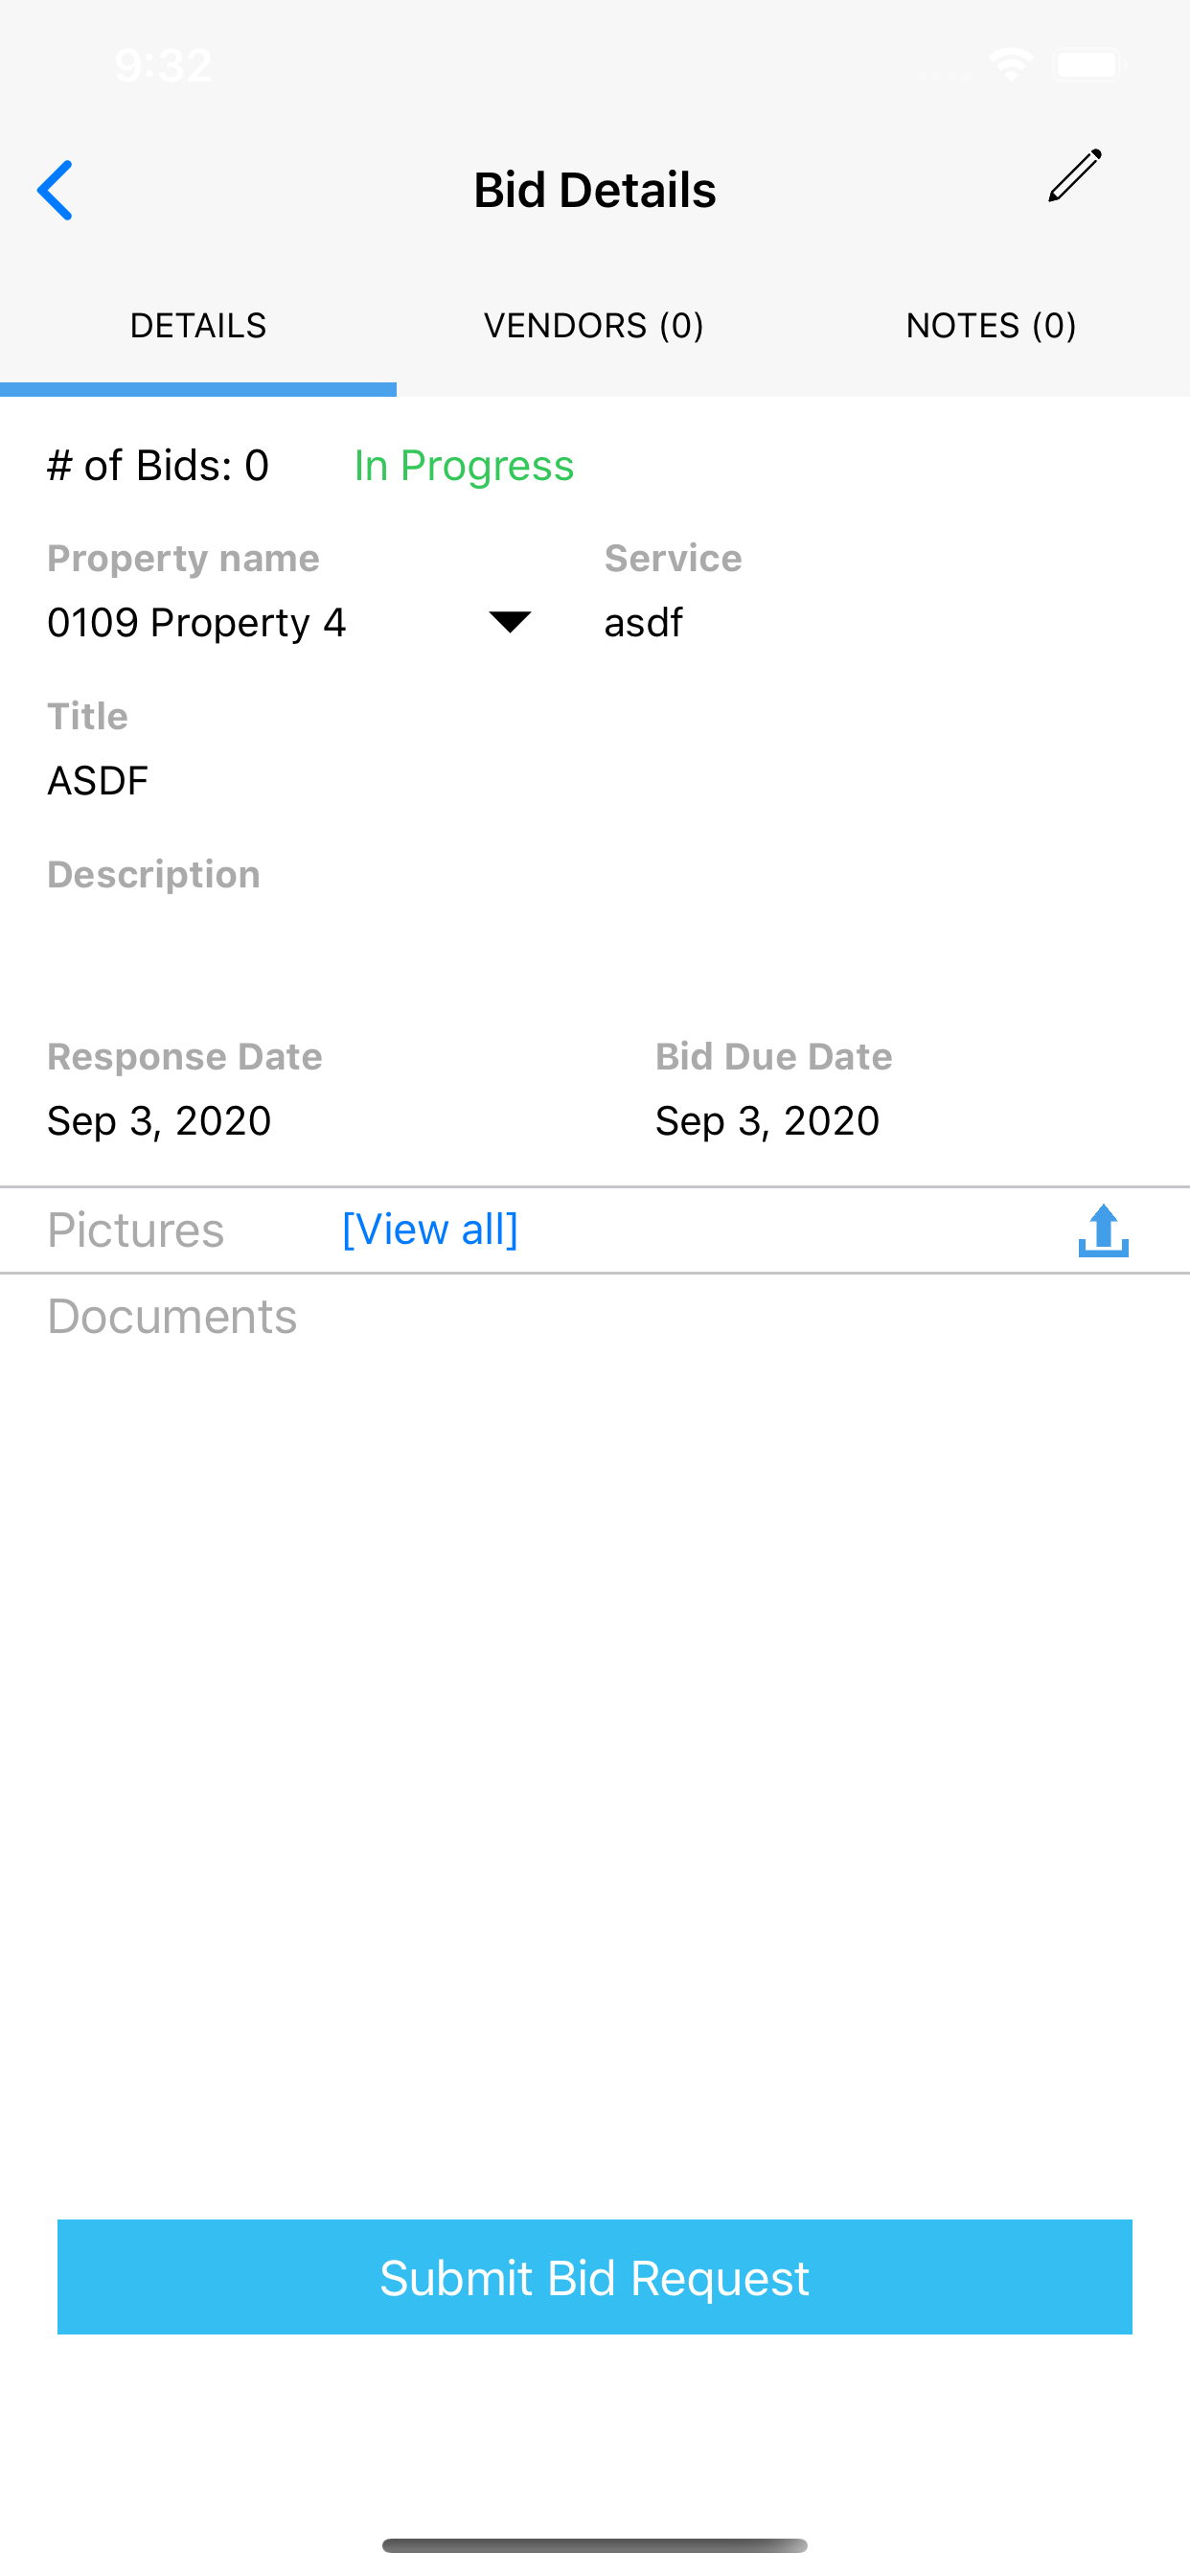 9:32
Bid Details
DETAILS VENDORS (0) NOTES (0)
# of Bids: 0 In Progress
Property name Service
0109 Property 4 asdf
Title
ASDF
Description
Response Date Bid Due Date
Sep 3, 2020 Sep 3, 2020
Pictures [View all]
Documents
Submit Bid Request